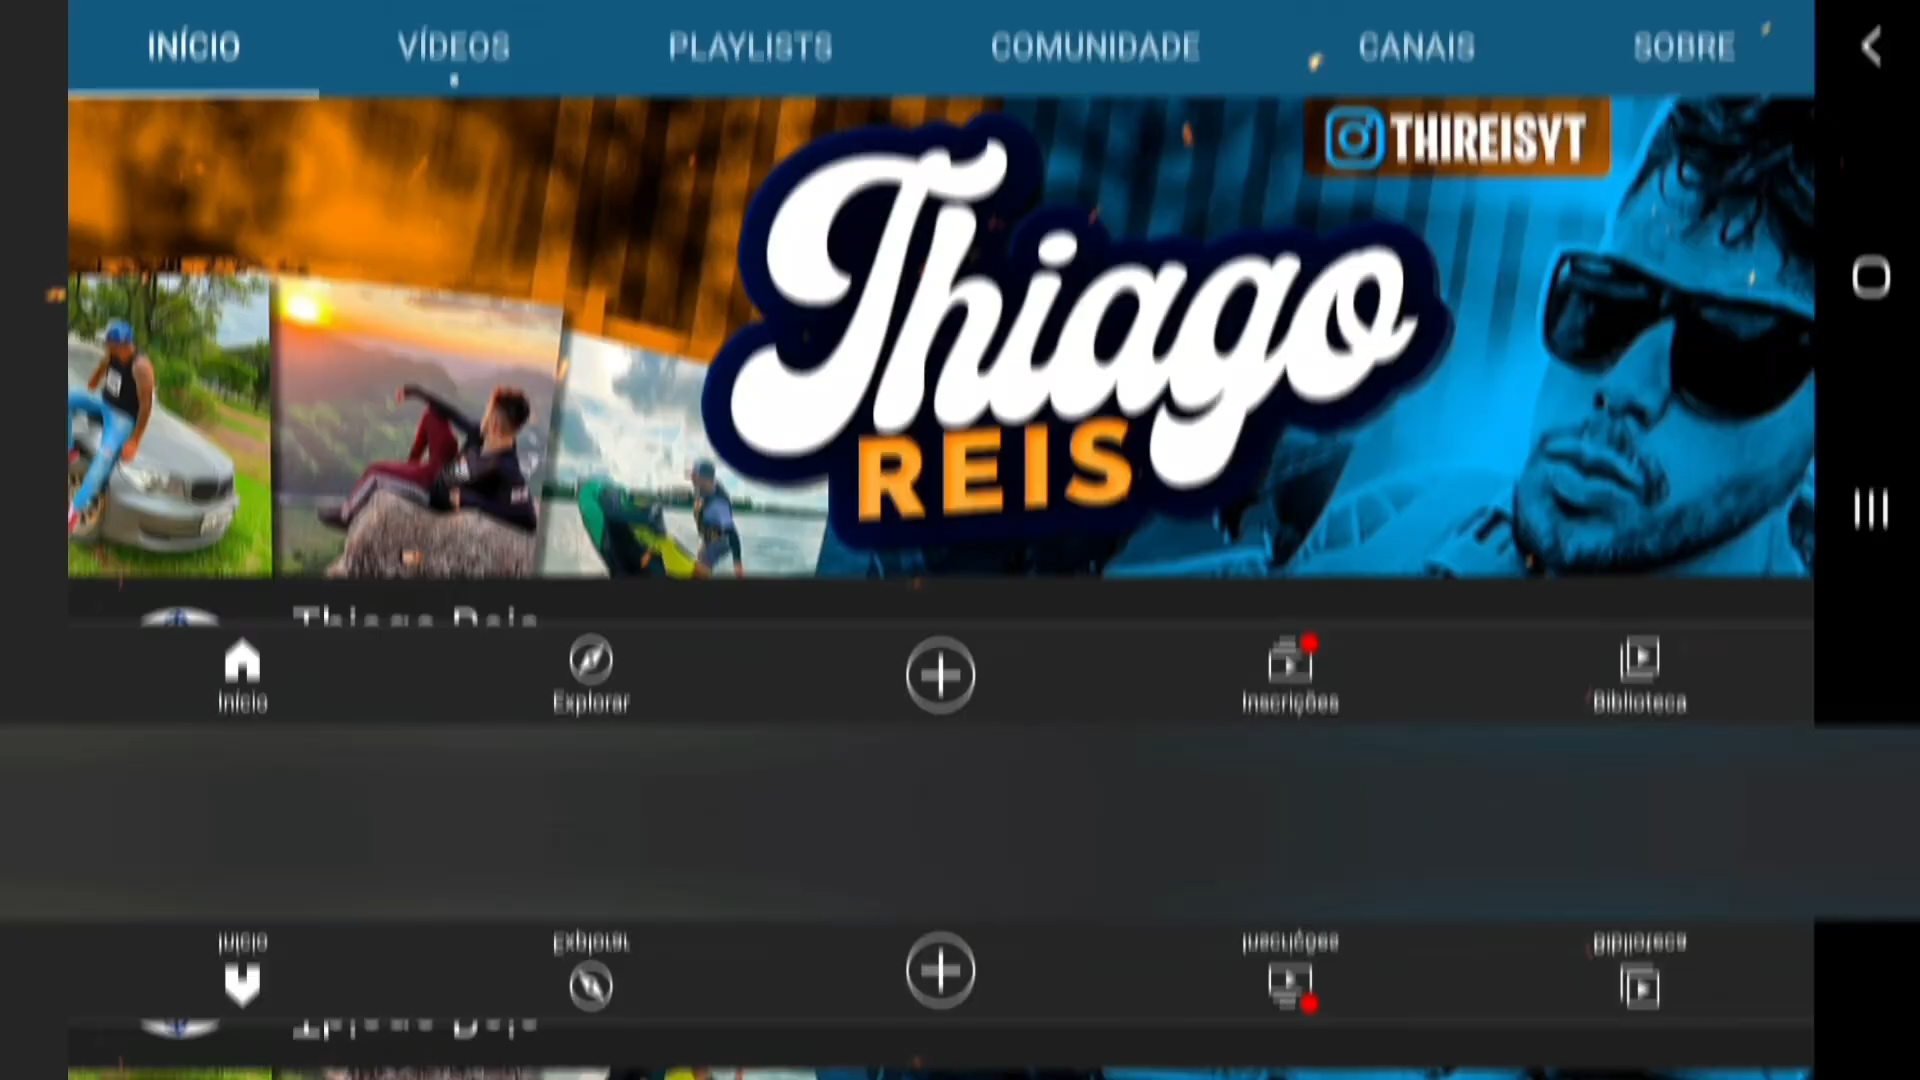 INÍCIO VÍDEOS PLAYLISTS COMUNIDADE CANAIS SOBRE
THIREISYT
Thiago
REIS
Início Explorar Inscrições Biblioteca